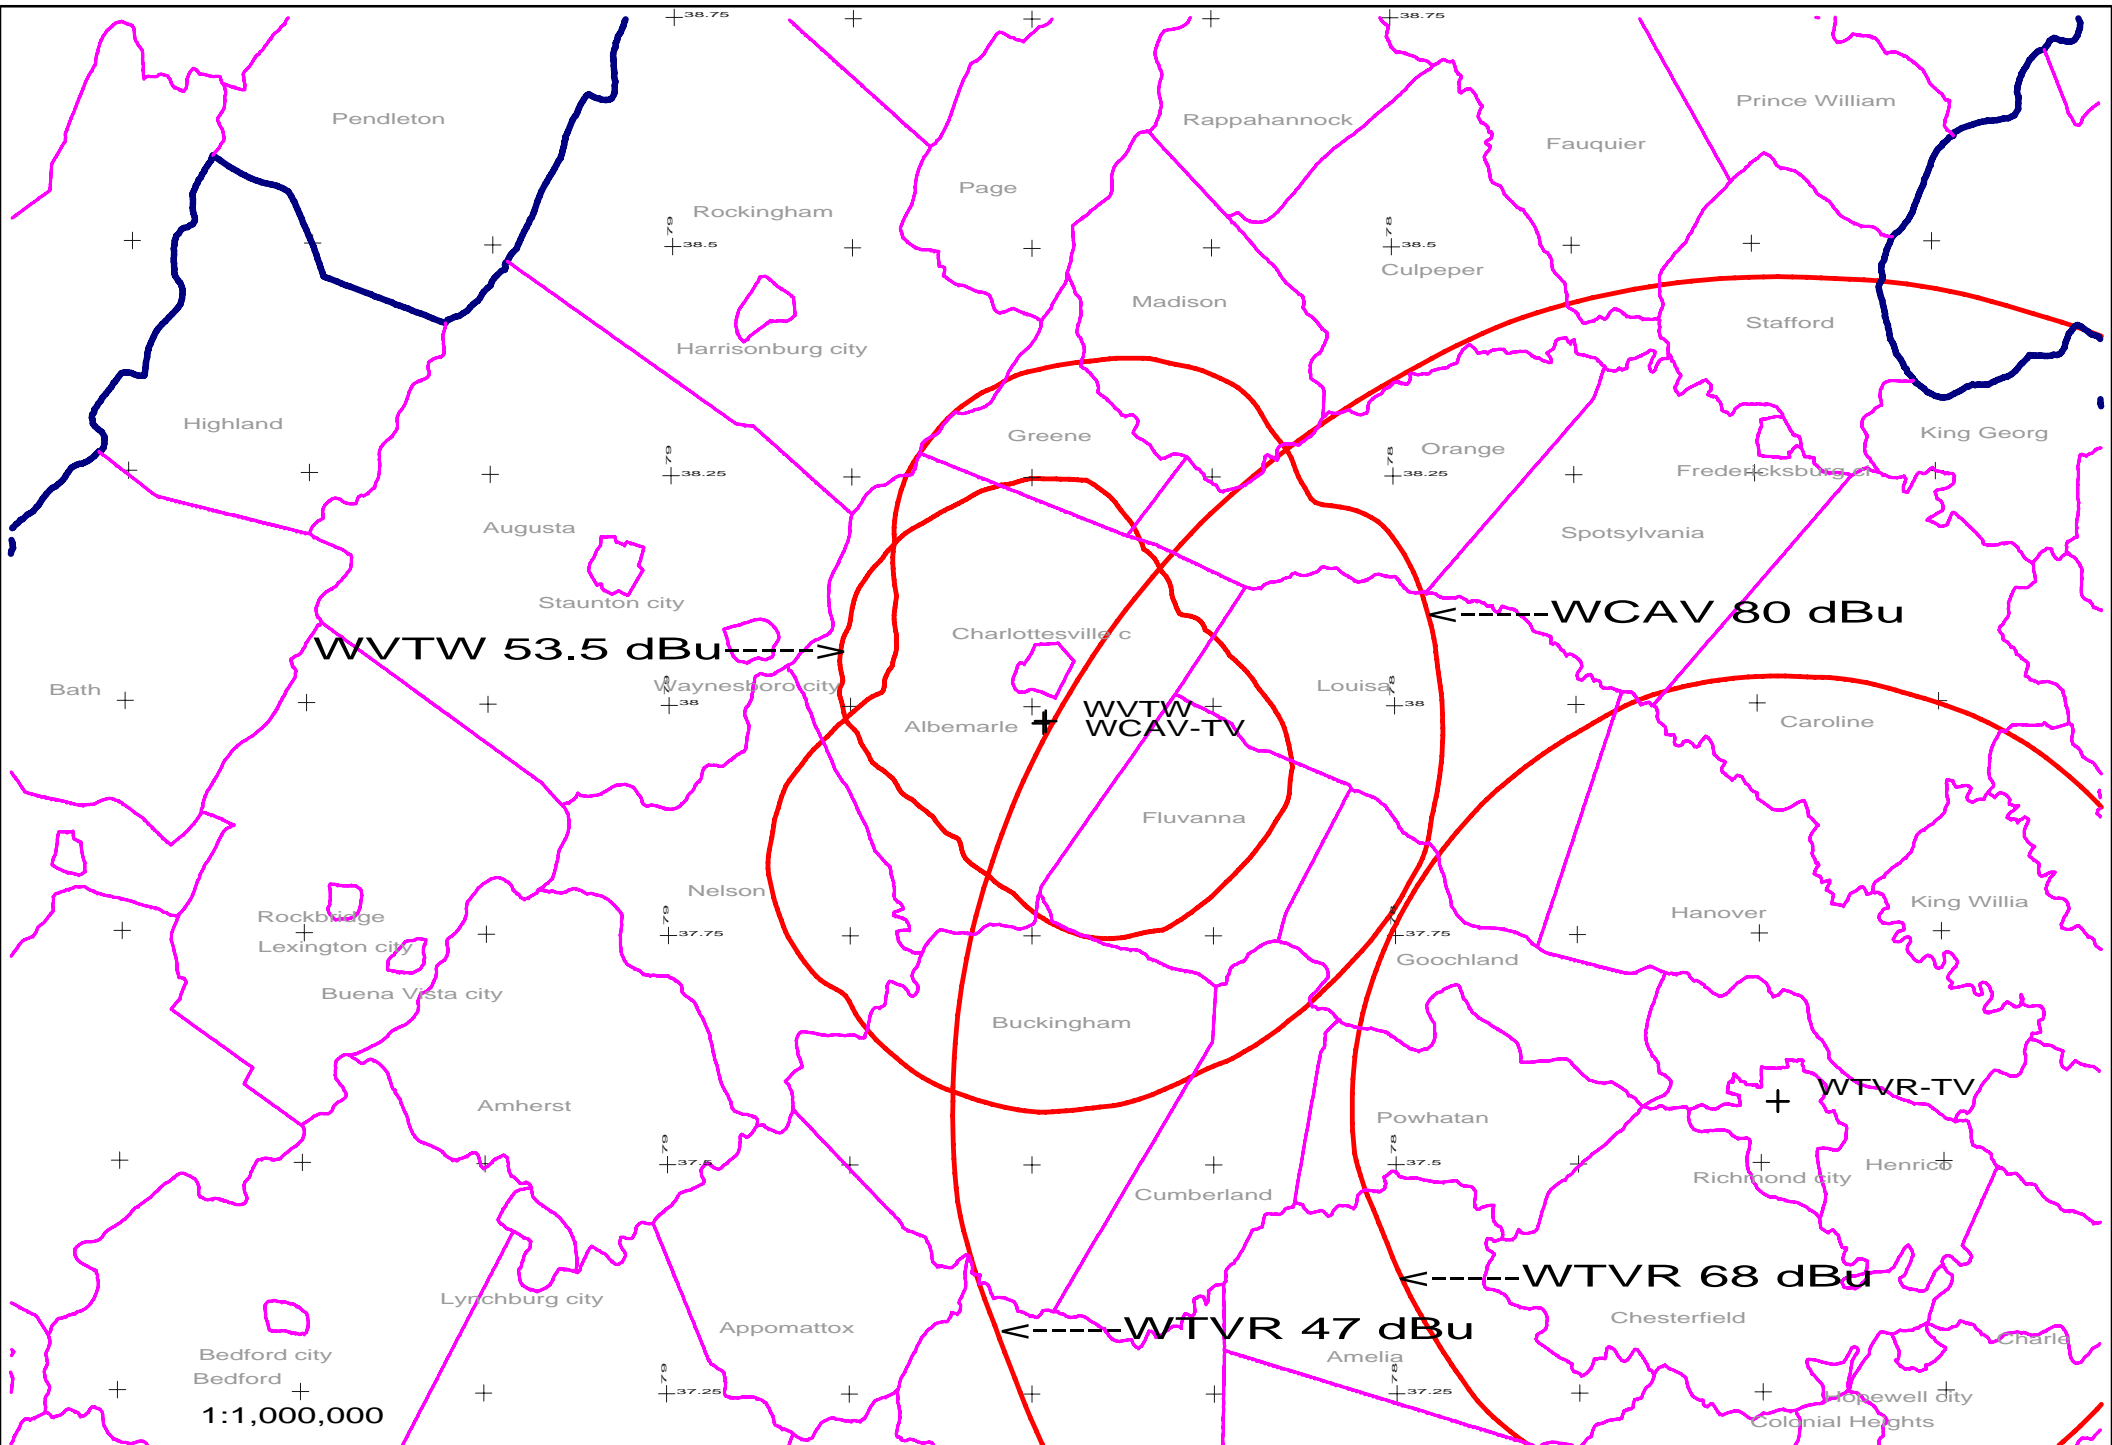 38.75
38.75
Prince William
Pendleton
Rappahannock
Fauquier
Page
Rockingham
79
38.5
78
38.5
Culpeper
Madison
Stafford
Harrisonburg city
Highland
Greene
Orange
King Georg
38.25
78
38.25
Fredericksburg ci
79
Augusta
Spotsylvania
Staunton city
WCAV 80 dBu
Charlottesville c
WVTW 53.5 dBu
Bath
Waynesboro city
Louisa
79
38
78
38
WVTW
WCAV-TV
Albemarle
Caroline
Fluvanna
Nelson
King Willia
Rockbridge
Hanover
79
37.75
78
37.75
Lexington city
Goochland
Buena Vista city
Buckingham
WTVR-TV
Amherst
Powhatan
79
37.5
78
37.5
Henrico
Richmond city
Cumberland
WTVR 68 dBu
Lynchburg city
Chesterfield
Appomattox
WTVR 47 dBu
Charle
Bedford city
Amelia
Bedford
79
37.25
78
37.25
Hopewell city
1:1,000,000
Colonial Heights